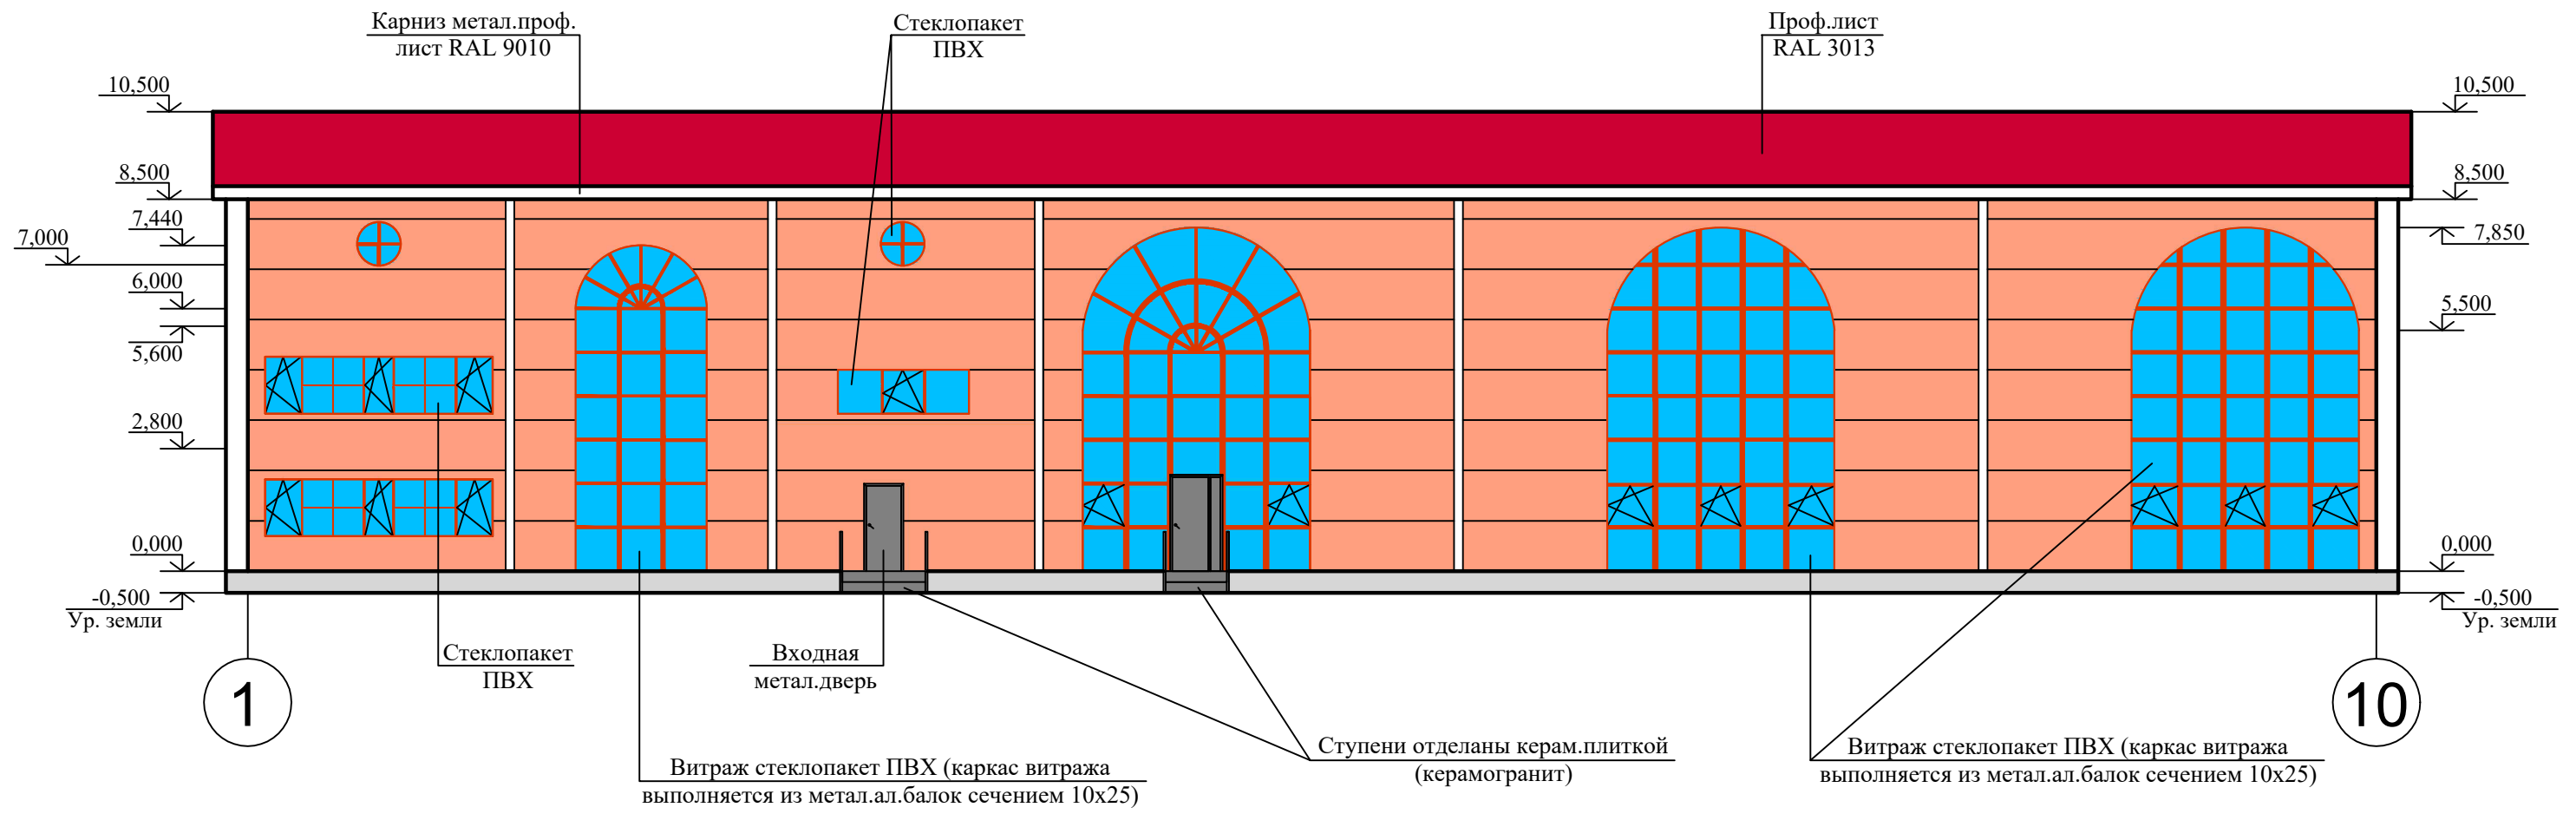 Карниз метал.проф.
лист RAL 9010
Стеклопакет
ПВХ
Проф.лист
RAL 3013
10,500
8,500
7,440
7,000
6,000
5,600
2,800
0,000
-0,500
Ур. земли
10,500
8,500
7,850
5,500
0,000
-0,500
Ур. земли
1
Стеклопакет
ПВХ
Входная
метал.дверь
10
Витраж стеклопакет ПВХ (каркас витража
выполняется из метал.ал.балок сечением 10х25)
Ступени отделаны керам.плиткой
(керамогранит)
Витраж стеклопакет ПВХ (каркас витража
выполняется из метал.ал.балок сечением 10х25)